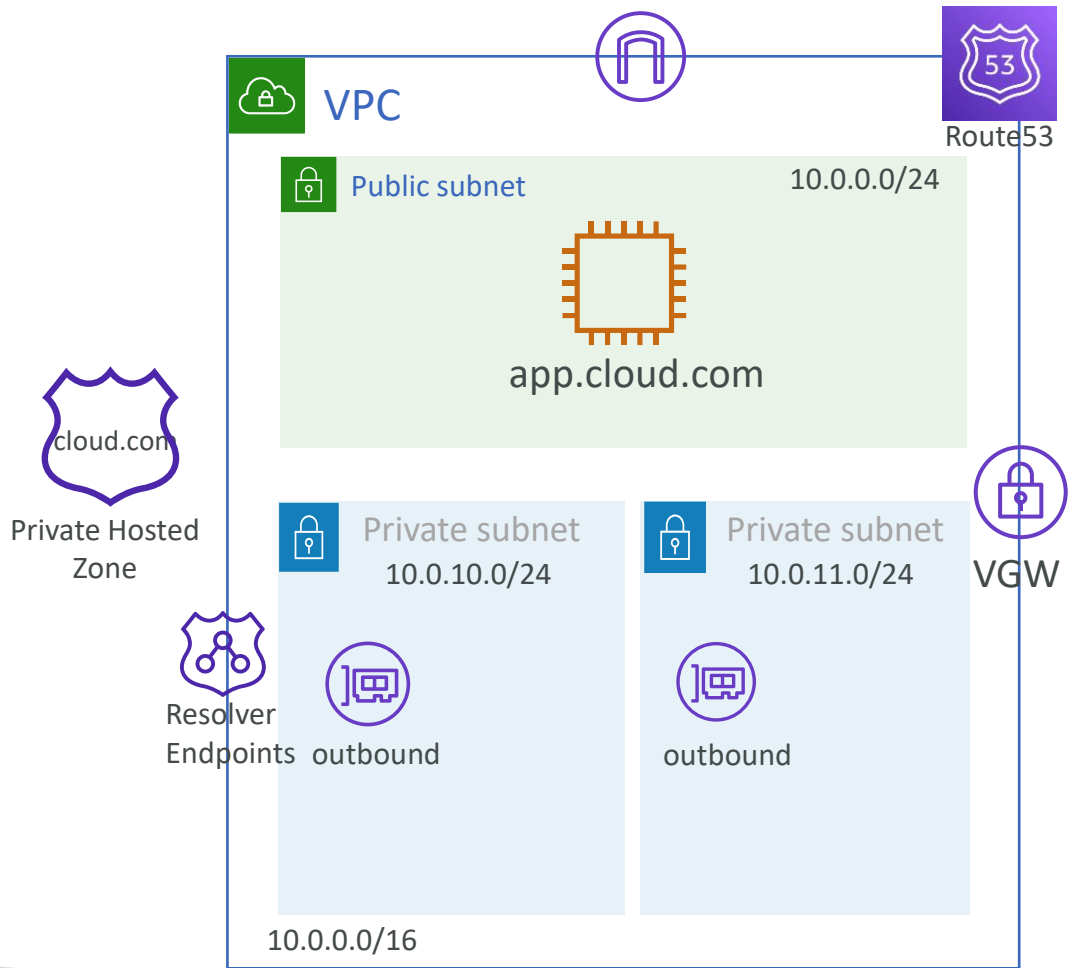 53
Route53
VPC
Public subnet
10.0.0.0/24
app.cloud.com
cloud.com
Private Hosted
Zone
Private subnet
10.0.10.0/24
Private subnet
10.0.11.0/24
VGW
Resolver
Endpoints
outbound
outbound
10.0.0.0/16